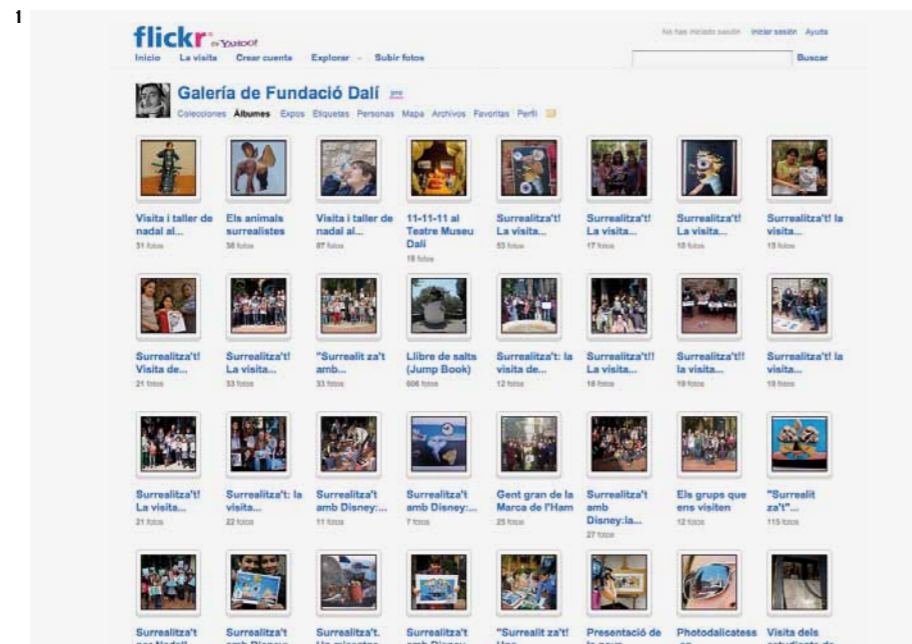 1
flickr de YAHOO!
No has iniciado sesión Iniciar sesión Ayuda
Inicio La visita Crear cuenta Explorar Subir fotos
Buscar
Galería de Fundació Dalí pro
Colecciones Álbumes Expos Etiquetas Personas Mapa Archivos Favoritas Perfil
Visita i taller de nadal al...
51 fotos
Els animals surrealistes
36 fotos
Visita i taller de nadal al...
87 fotos
11-11-11 al Teatre Museu Dalí
18 fotos
Surrealitza't! La visita...
53 fotos
Surrealitza't! La visita...
17 fotos
Surrealitza't! La visita...
10 fotos
Surrealitza't! la visita...
15 fotos
Surrealitza't! Visita de...
21 fotos
Surrealitza't! La visita...
33 fotos
"Surrealit za't amb...
33 fotos
Llibre de salts (Jump Book)
606 fotos
Surrealitza't: la visita de...
12 fotos
Surrealitza't!! La visita...
18 fotos
Surrealitza't!! la visita...
19 fotos
Surrealitza't! la visita...
19 fotos
Surrealitza't! La visita...
21 fotos
Surrealitza't: la visita...
22 fotos
Surrealitza't amb Disney:...
11 fotos
Surrealitza't amb Disney:...
7 fotos
Gent gran de la Marca de l'Ham
25 fotos
Surrealitza't amb Disney:la...
27 fotos
Els grups que ens visiten
12 fotos
"Surrealit za't"...
115 fotos
Surrealitza't
Surrealitza't
Surrealitza't.
Surrealitza't
"Surrealit za't!
Presentació de
Photodalicatess
Visita dels